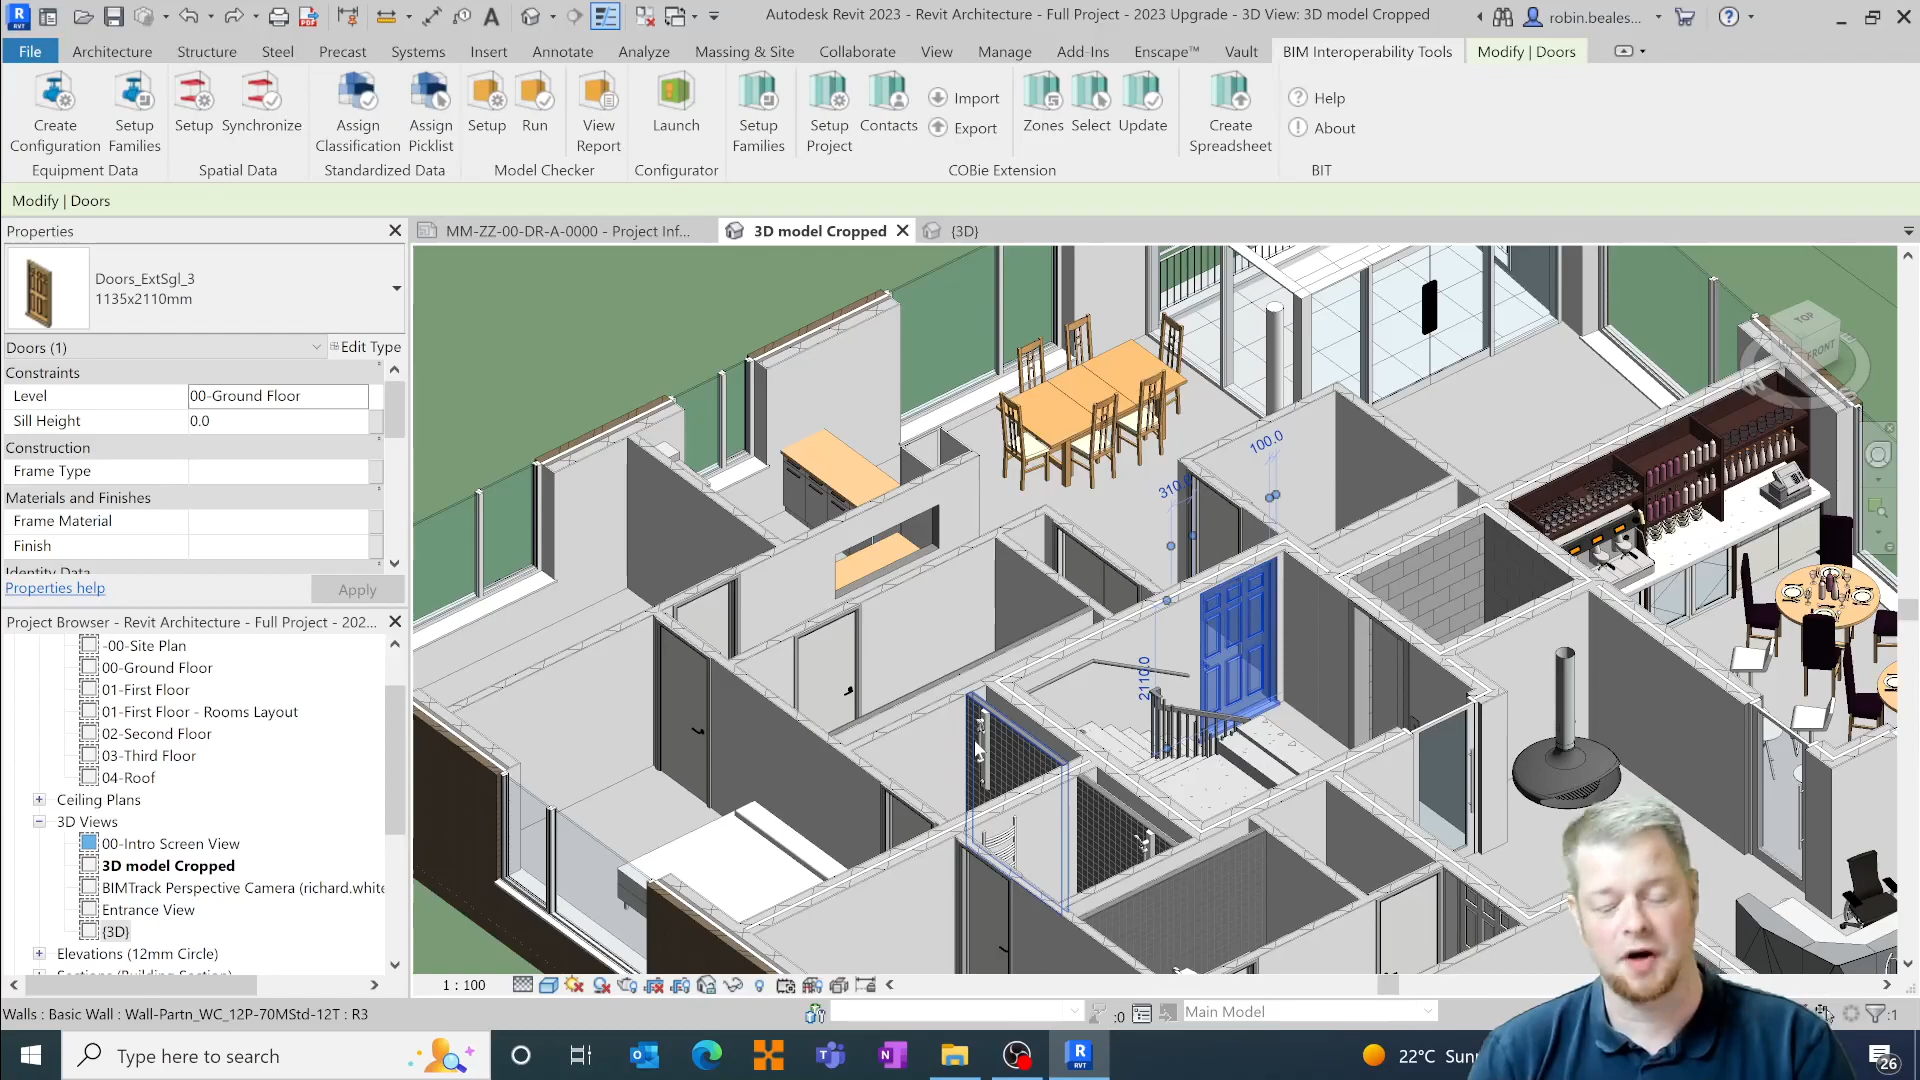 Autodesk Revit 2023 - Revit Architecture - Full Project - 2023 Upgrade - 3D View: 3D model Cropped
robin.beales...
File Architecture Structure Steel Precast Systems Insert Annotate Analyze Massing & Site Collaborate View Manage Add-Ins Enscape™ Vault BIM Interoperability Tools Modify | Doors
Create Configuration
Setup Families
Equipment Data
Setup
Synchronize
Spatial Data
Assign Classification
Assign Picklist
Standardized Data
Setup
Run
View Report
Model Checker
Launch
Configurator
Setup Families
Setup Project
Contacts
Import
Export
Zones
Select
Update
Create Spreadsheet
COBie Extension
Help
About
BIT
Modify | Doors
Properties
MM-ZZ-00-DR-A-0000 - Project Inf...
3D model Cropped
{3D}
Doors_ExtSgl_3
1135x2110mm
Doors (1)
Edit Type
Constraints
Level 00-Ground Floor
Sill Height 0.0
Construction
Frame Type
Materials and Finishes
Frame Material
Finish
Identity Data
Properties help
Apply
Project Browser - Revit Architecture - Full Project - 202...
-00-Site Plan
00-Ground Floor
01-First Floor
01-First Floor - Rooms Layout
02-Second Floor
03-Third Floor
04-Roof
Ceiling Plans
3D Views
00-Intro Screen View
3D model Cropped
BIMTrack Perspective Camera (richard.white
Entrance View
{3D}
Elevations (12mm Circle)
Sections (Building Section)
100.0
310.
2110.0
TOP
FRONT
1 : 100
Walls : Basic Wall : Wall-Partn_WC_12P-70MStd-12T : R3
:0
Main Model
:1
Type here to search
22°C Sunn
26